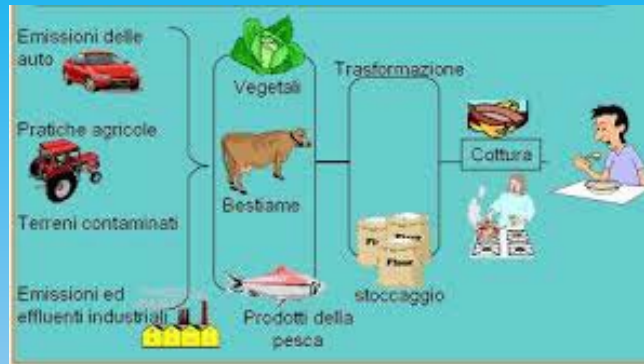 Emissioni delle
auto
Pratiche agricole
Terreni contaminati
Emissioni ed
effluenti industriali
Vegetali
Bestiame
Prodotti della
pesca
Trasformazione
Flour
stoccaggio
Cottura